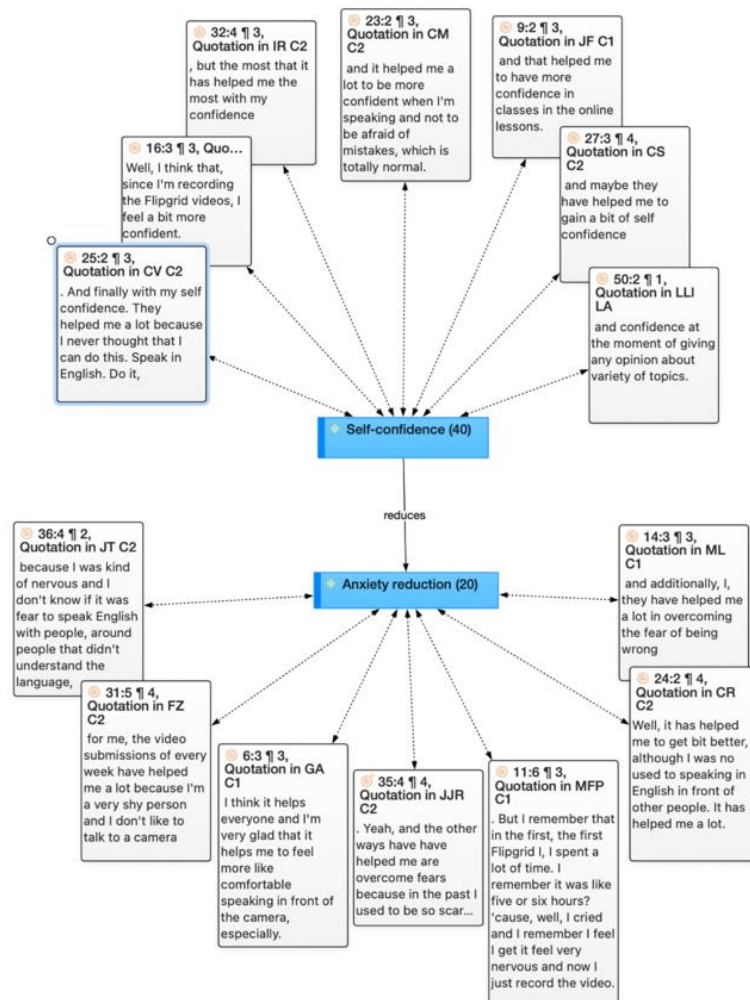 32:4 ¶ 3,
Quotation in IR C2
, but the most that it
has helped me the
most with my
confidence
23:2 ¶ 3,
Quotation in CM
C2
and it helped me a
lot to be more
confident when I'm
speaking and not to
be afraid of
mistakes, which is
totally normal.
9:2 ¶ 3,
Quotation in JF C1
and that helped me
to have more
confidence in
classes in the online
lessons.
16:3 ¶ 3, Quo...
Well, I think that,
since I'm recording
the Flipgrid videos, I
feel a bit more
confident.
27:3 ¶ 4,
Quotation in CS
C2
and maybe they
have helped me to
gain a bit of self
confidence
25:2 ¶ 3,
Quotation in CV C2
. And finally with my self
confidence. They
helped me a lot because
I never thought that I
can do this. Speak in
English. Do it,
50:2 ¶ 1,
Quotation in LLI
LA
and confidence at
the moment of giving
any opinion about
variety of topics.
Self-confidence (40)
reduces
Anxiety reduction (20)
36:4 ¶ 2,
Quotation in JT C2
because I was kind
of nervous and I
don't know if it was
fear to speak English
with people, around
people that didn't
understand the
language,
14:3 ¶ 3,
Quotation in ML
C1
and additionally, I,
they have helped me
a lot in overcoming
the fear of being
wrong
31:5 ¶ 4,
Quotation in FZ
C2
for me, the video
submissions of every
week have helped
me a lot because I'm
a very shy person
and I don't like to
talk to a camera
24:2 ¶ 4,
Quotation in CR
C2
Well, it has helped
me to get bit better,
although I was no
used to speaking in
English in front of
other people. It has
helped me a lot.
6:3 ¶ 3,
Quotation in GA
C1
I think it helps
everyone and I'm
very glad that it
helps me to feel
more like
comfortable
speaking in front of
the camera,
especially.
35:4 ¶ 4,
Quotation in JJR
C2
. Yeah, and the other
ways have have
helped me are
overcome fears
because in the past I
used to be so scar...
11:6 ¶ 3,
Quotation in MFP
C1
. But I remember that
in the first, the first
Flipgrid I, I spent a
lot of time. I
remember it was like
five or six hours?
'cause, well, I cried
and I remember I feel
I get it feel very
nervous and now I
just record the video.